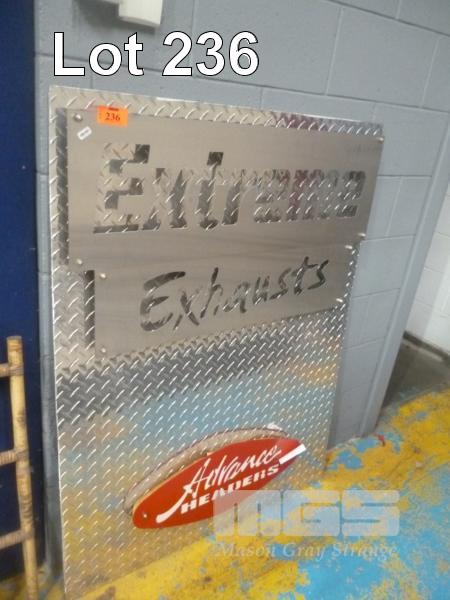 Lot 236
236
Extreme
Exhausts
Advance
HEADERS
MGS
Mason Gray Strange